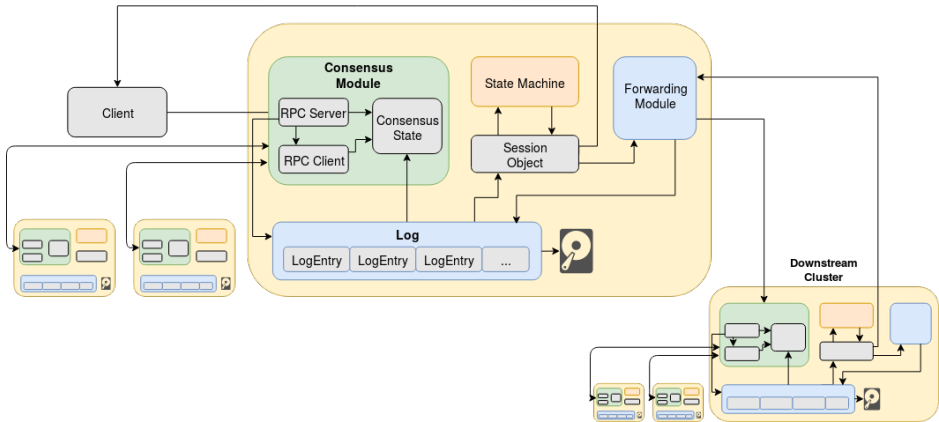 Consensus
Module
RPC Server
RPC Client
Consensus
State
State Machine
Session
Object
Forwarding
Module
Client
Log
LogEntry
LogEntry
LogEntry
...
Downstream
Cluster